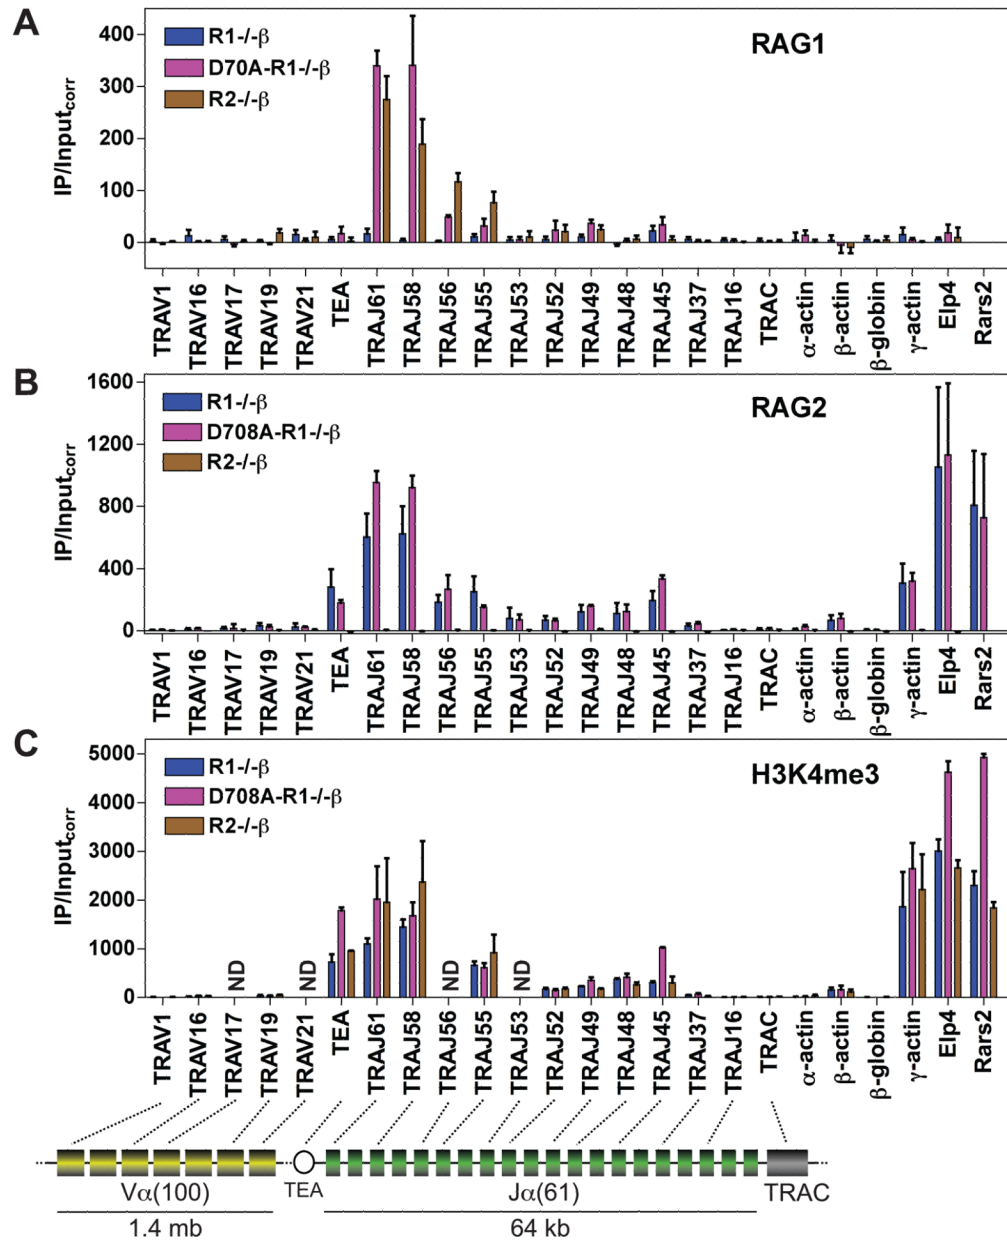 A
RAG1
R1-/-β
D70A-R1-/-β
R2-/-β
IP/Inputcorr
400
300
200
100
0
TRAV1
TRAV16
TRAV17
TRAV19
TRAV21
TEA
TRAJ61
TRAJ58
TRAJ56
TRAJ55
TRAJ53
TRAJ52
TRAJ49
TRAJ48
TRAJ45
TRAJ37
TRAJ16
TRAC
α-actin
β-actin
β-globin
γ-actin
Elp4
Rars2
B
RAG2
R1-/-β
D708A-R1-/-β
R2-/-β
IP/Inputcorr
1600
1200
800
400
0
TRAV1
TRAV16
TRAV17
TRAV19
TRAV21
TEA
TRAJ61
TRAJ58
TRAJ56
TRAJ55
TRAJ53
TRAJ52
TRAJ49
TRAJ48
TRAJ45
TRAJ37
TRAJ16
TRAC
α-actin
β-actin
β-globin
γ-actin
Elp4
Rars2
C
H3K4me3
R1-/-β
D708A-R1-/-β
R2-/-β
IP/Inputcorr
5000
4000
3000
2000
1000
0
ND
ND
ND
ND
TRAV1
TRAV16
TRAV17
TRAV19
TRAV21
TEA
TRAJ61
TRAJ58
TRAJ56
TRAJ55
TRAJ53
TRAJ52
TRAJ49
TRAJ48
TRAJ45
TRAJ37
TRAJ16
TRAC
α-actin
β-actin
β-globin
γ-actin
Elp4
Rars2
Vα(100)
TEA
Jα(61)
TRAC
1.4 mb
64 kb